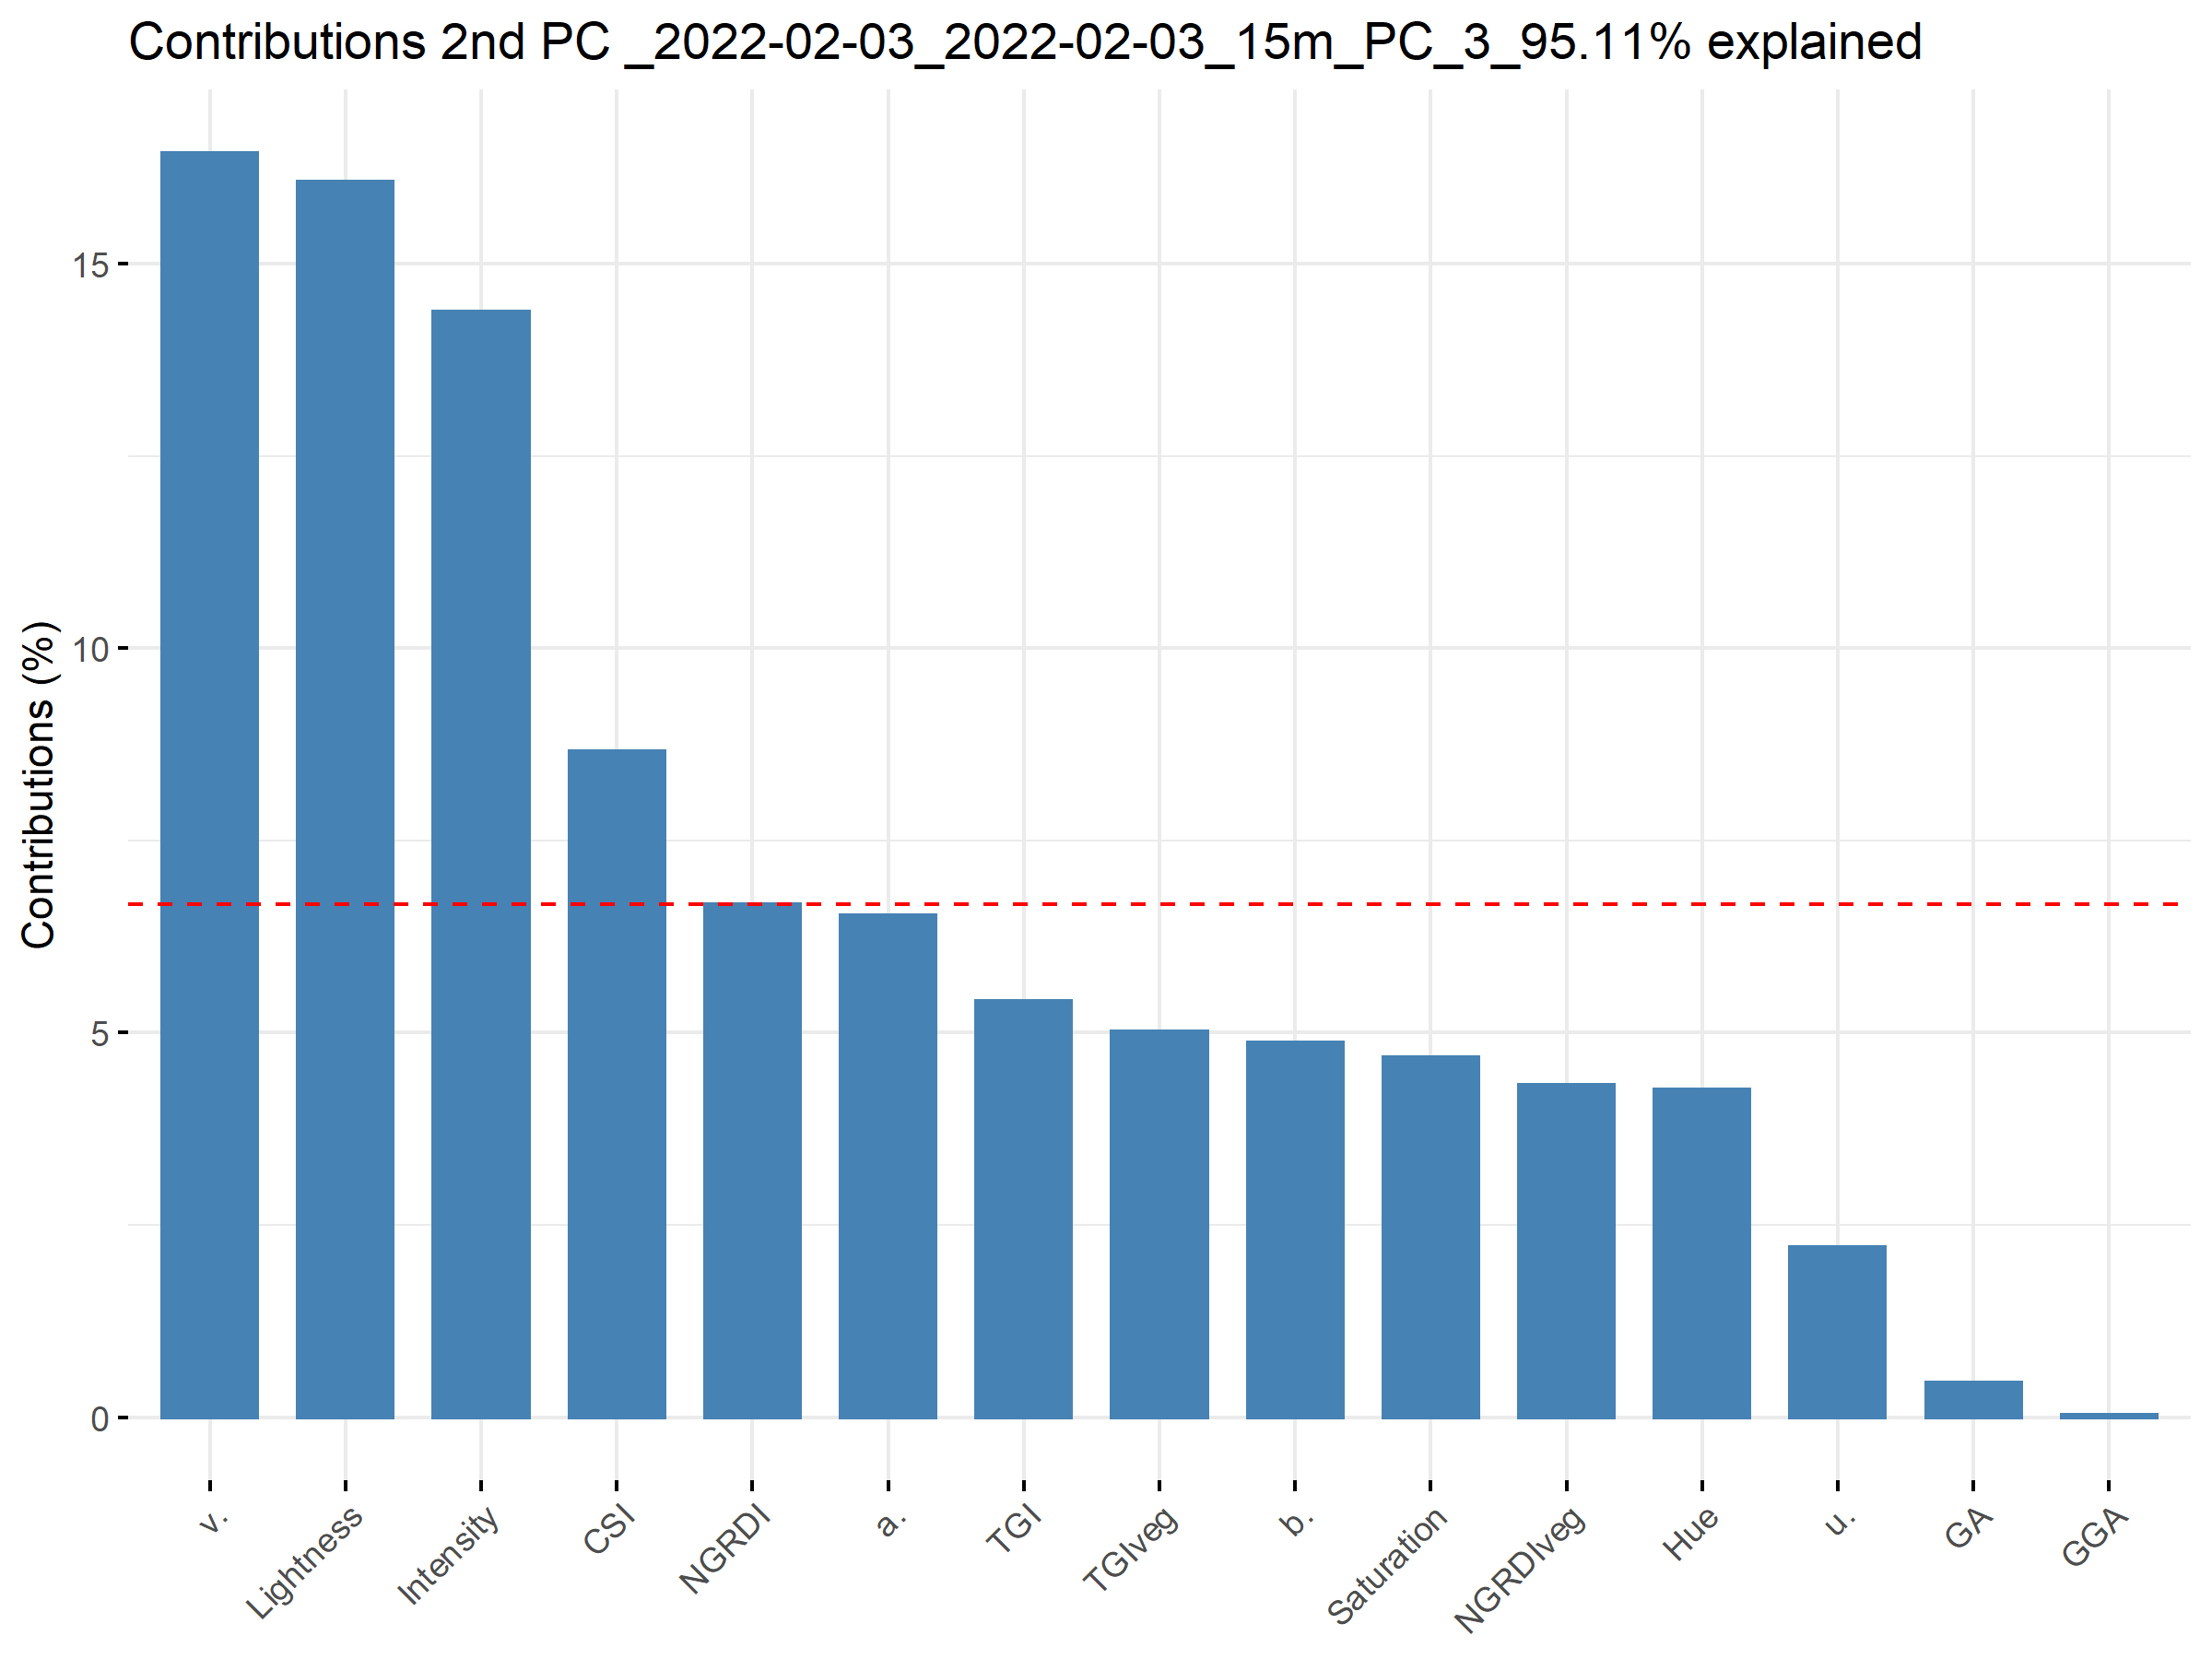 Contributions 2nd PC _2022-02-03_2022-02-03_15m_PC_3_95.11% explained
Contributions (%)
15
10
5
0
v.
Lightness
Intensity
CSI
NGRDI
a.
TGI
TGIveg
b.
Saturation
NGRDIveg
Hue
u.
GA
GGA